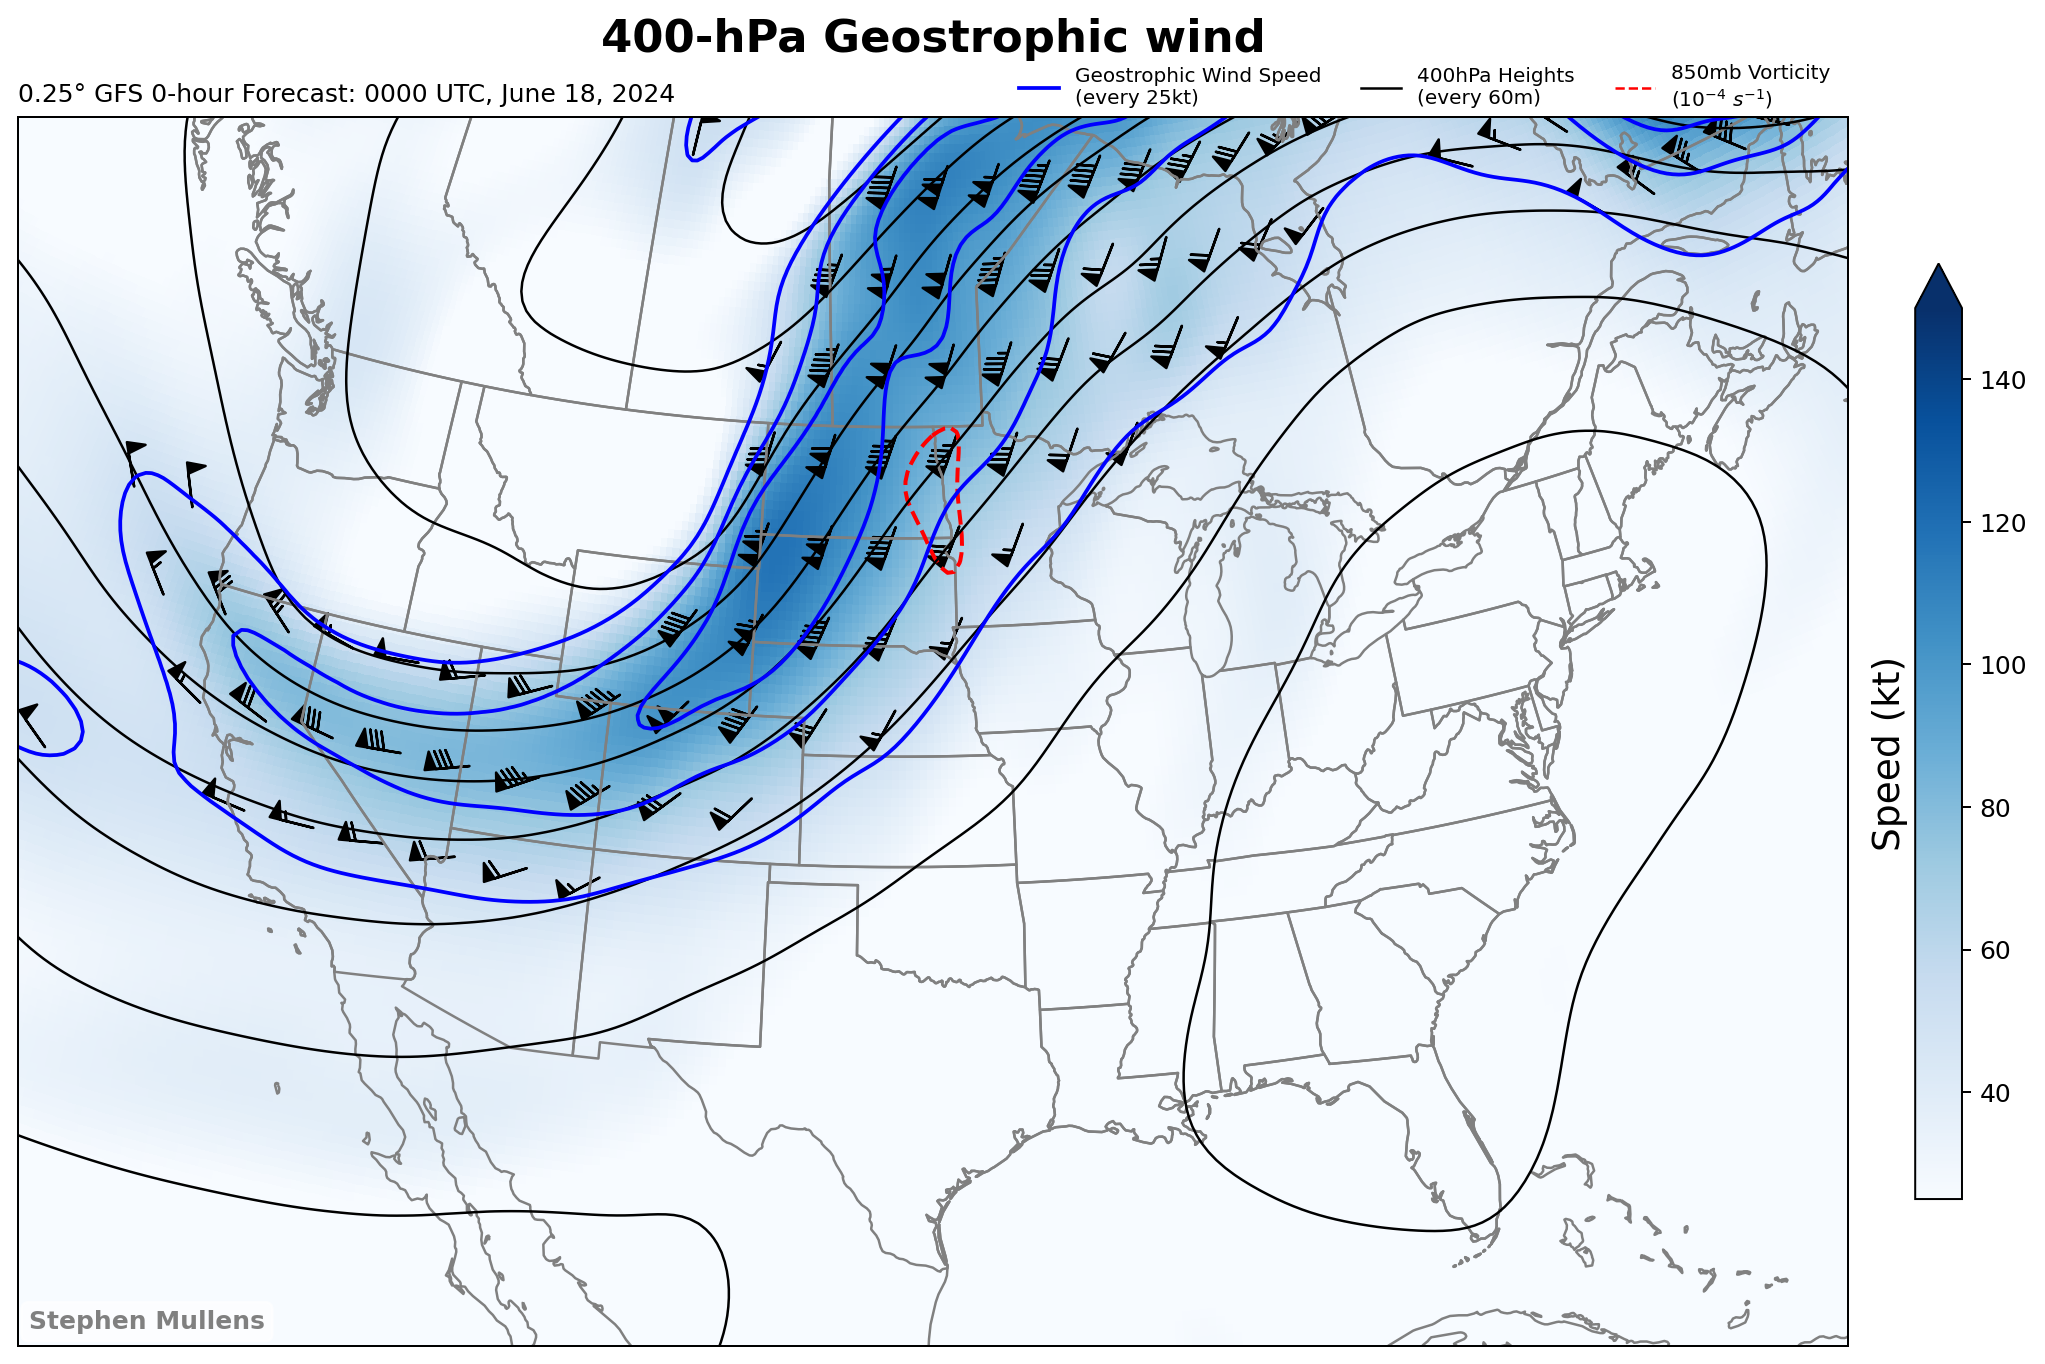 400-hPa Geostrophic wind
0.25° GFS 0-hour Forecast: 0000 UTC, June 18, 2024
Geostrophic Wind Speed
(every 25kt)
400hPa Heights
(every 60m)
850mb Vorticity
(10⁻⁴ s⁻¹)
140
120
100
80
60
40
Speed (kt)
Stephen Mullens